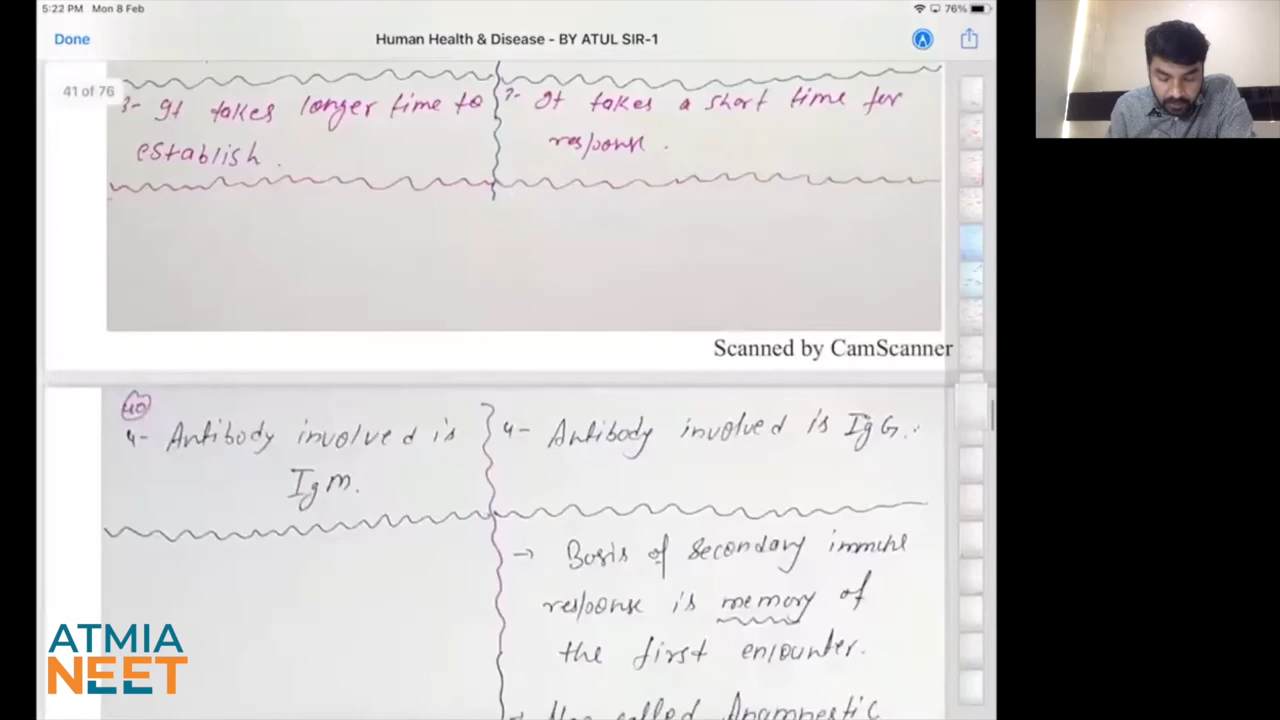 5:22 PM Mon 8 Feb
76%
Done
Human Health & Disease - BY ATUL SIR-1
41 of 76
3- It takes longer time to
establish.
3- It takes a short time for
response.
Scanned by CamScanner
40
4- Antibody involved is
IgM.
4- Antibody involved is IgG.
→ Basis of secondary immune
response is memory of
the first encounter.
→ Also called Anamnestic
ATMIA
NEET